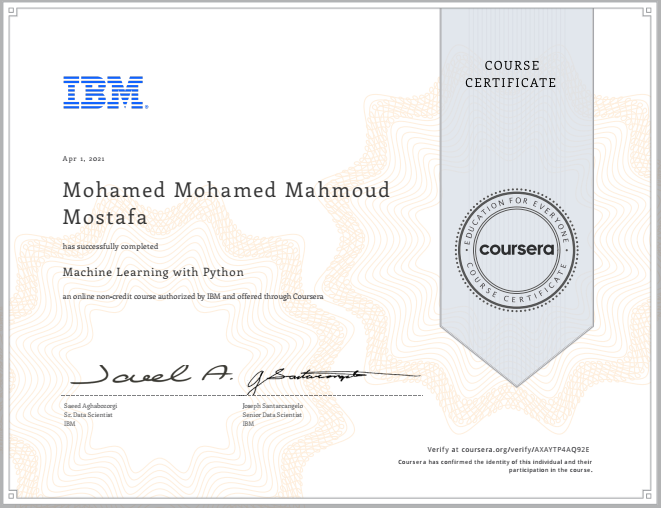 COURSE
CERTIFICATE
IBM®
Apr 1, 2021
Mohamed Mohamed Mahmoud
Mostafa
has successfully completed
Machine Learning with Python
an online non-credit course authorized by IBM and offered through Coursera
EDUCATION FOR EVERYONE
coursera
COURSE CERTIFICATE
Saeed A.
J Santarcangelo
Saeed Aghabozorgi
Sr. Data Scientist
IBM
Joseph Santarcangelo
Senior Data Scientist
IBM
Verify at coursera.org/verify/AXAYTP4AQ92E
Coursera has confirmed the identity of this individual and their
participation in the course.